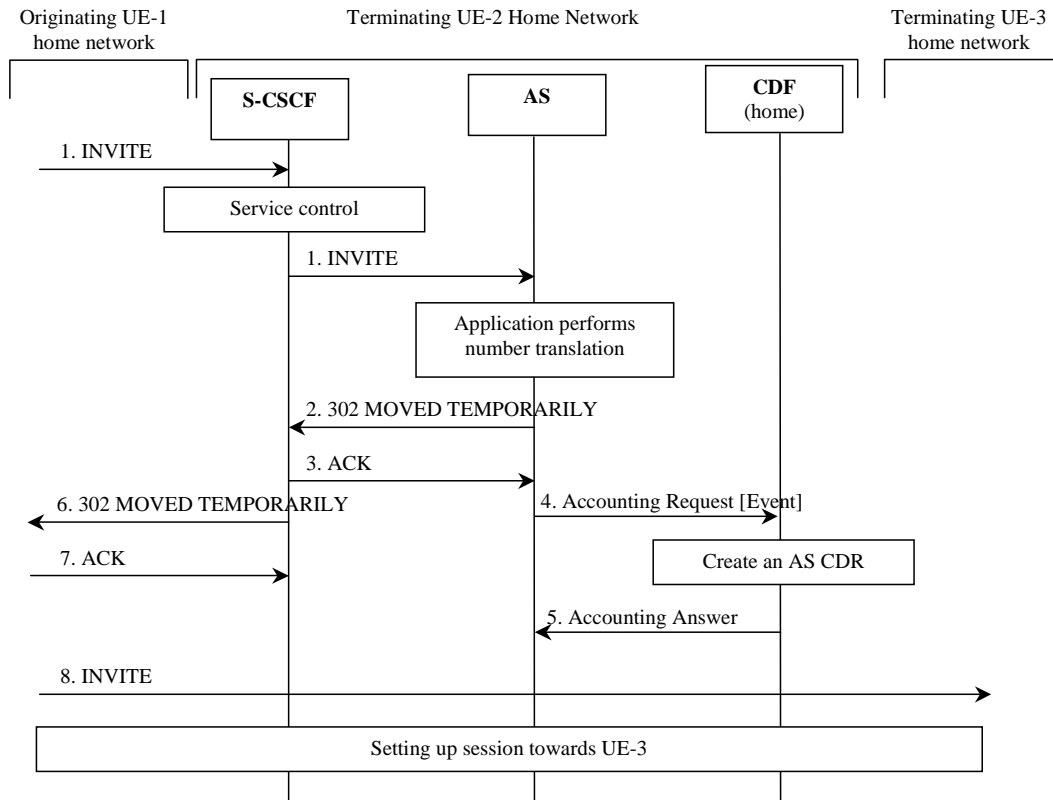 Originating UE-1
home network
Terminating UE-2 Home Network
Terminating UE-3
home network
S-CSCF
AS
CDF
(home)
1. INVITE
Service control
1. INVITE
Application performs
number translation
2. 302 MOVED TEMPORARILY
3. ACK
6. 302 MOVED TEMPORARILY
4. Accounting Request [Event]
7. ACK
Create an AS CDR
5. Accounting Answer
8. INVITE
Setting up session towards UE-3